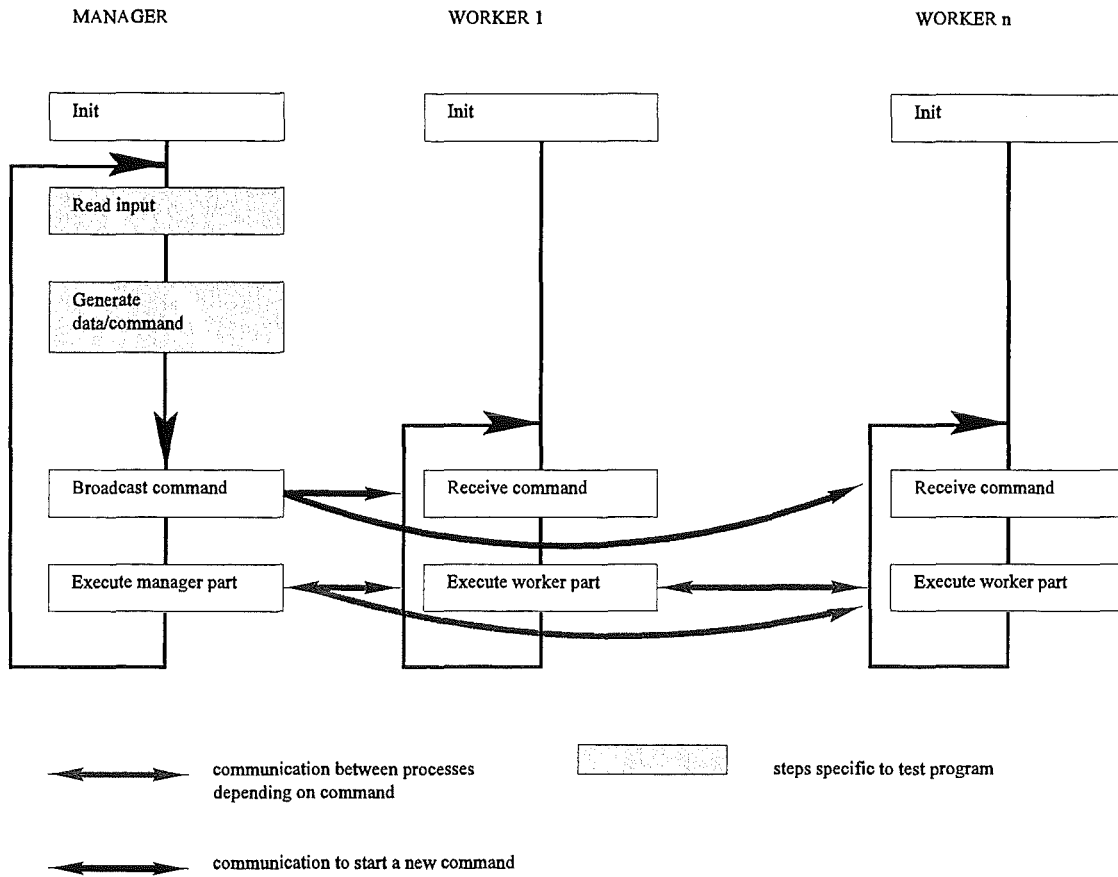 MANAGER
WORKER 1
WORKER n
Init
Init
Init
Read input
Generate
data/command
Broadcast command
Receive command
Receive command
Execute manager part
Execute worker part
Execute worker part
communication between processes
depending on command
steps specific to test program
communication to start a new command